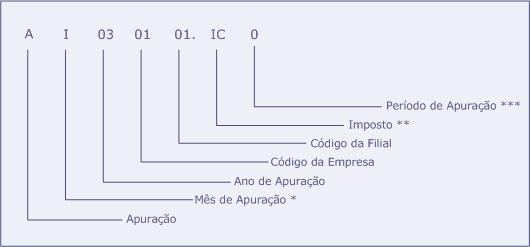 A I 03 01 01. IC 0
Período de Apuração ***
Imposto **
Código da Filial
Código da Empresa
Ano de Apuração
Mês de Apuração *
Apuração